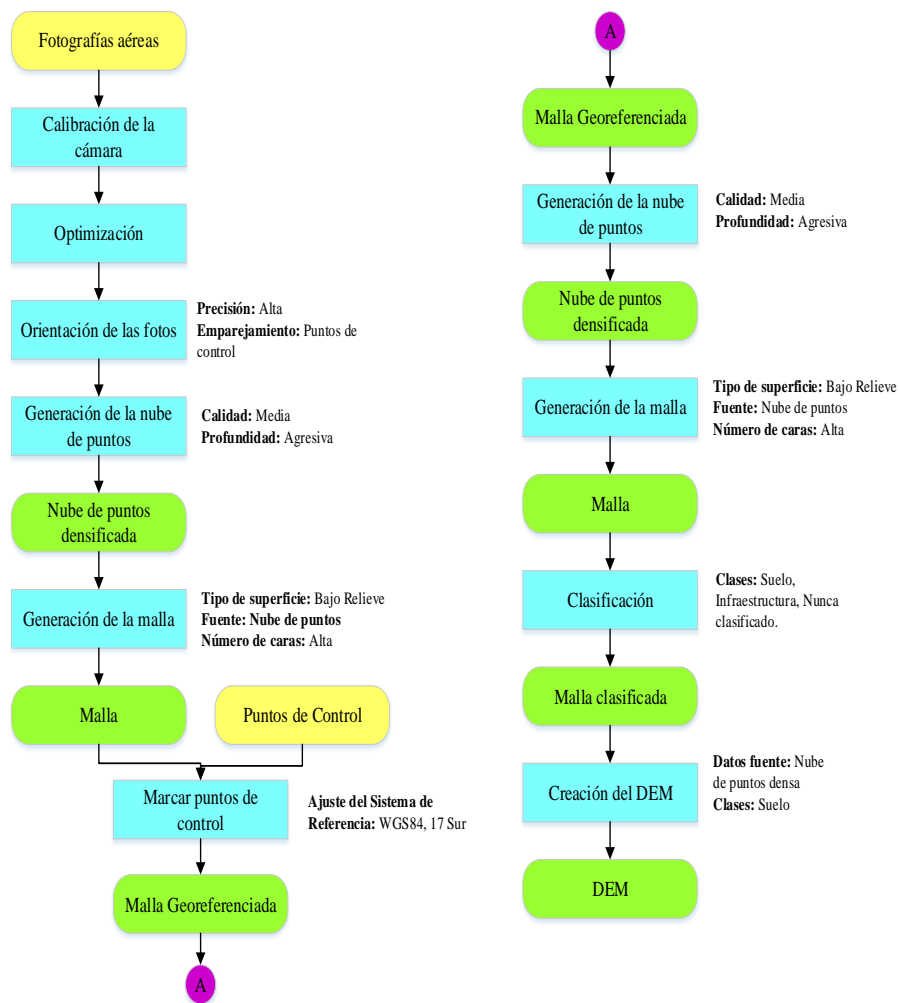 Fotografías aéreas
Calibración de la
cámara
Optimización
Orientación de las fotos
Precisión: Alta
Emparejamiento: Puntos de
control
Generación de la nube
de puntos
Calidad: Media
Profundidad: Agresiva
Nube de puntos
densificada
Generación de la malla
Tipo de superficie: Bajo Relieve
Fuente: Nube de puntos
Número de caras: Alta
Malla
Puntos de Control
Marcar puntos de
control
Ajuste del Sistema de
Referencia: WGS84, 17 Sur
Malla Georeferenciada
A
A
Malla Georeferenciada
Generación de la nube
de puntos
Calidad: Media
Profundidad: Agresiva
Nube de puntos
densificada
Generación de la malla
Tipo de superficie: Bajo Relieve
Fuente: Nube de puntos
Número de caras: Alta
Malla
Clasificación
Clases: Suelo,
Infraestructura, Nunca
clasificado.
Malla clasificada
Creación del DEM
Datos fuente: Nube
de puntos densa
Clases: Suelo
DEM